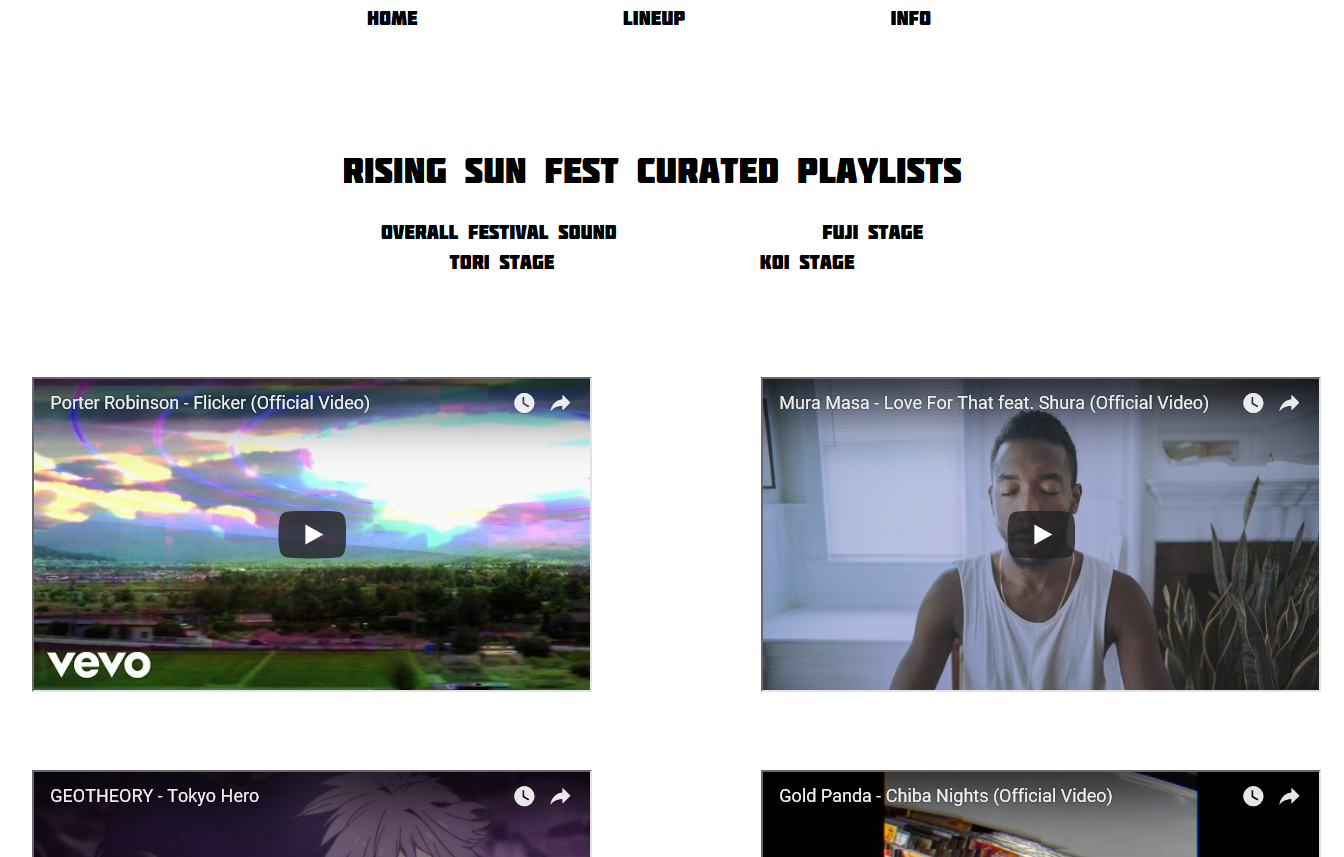 HOME LINEUP INFO
RISING SUN FEST CURATED PLAYLISTS
OVERALL FESTIVAL SOUND FUJI STAGE
TORI STAGE KOI STAGE
Porter Robinson - Flicker (Official Video)
vevo
Mura Masa - Love For That feat. Shura (Official Video)
GEOTHEORY - Tokyo Hero
Gold Panda - Chiba Nights (Official Video)